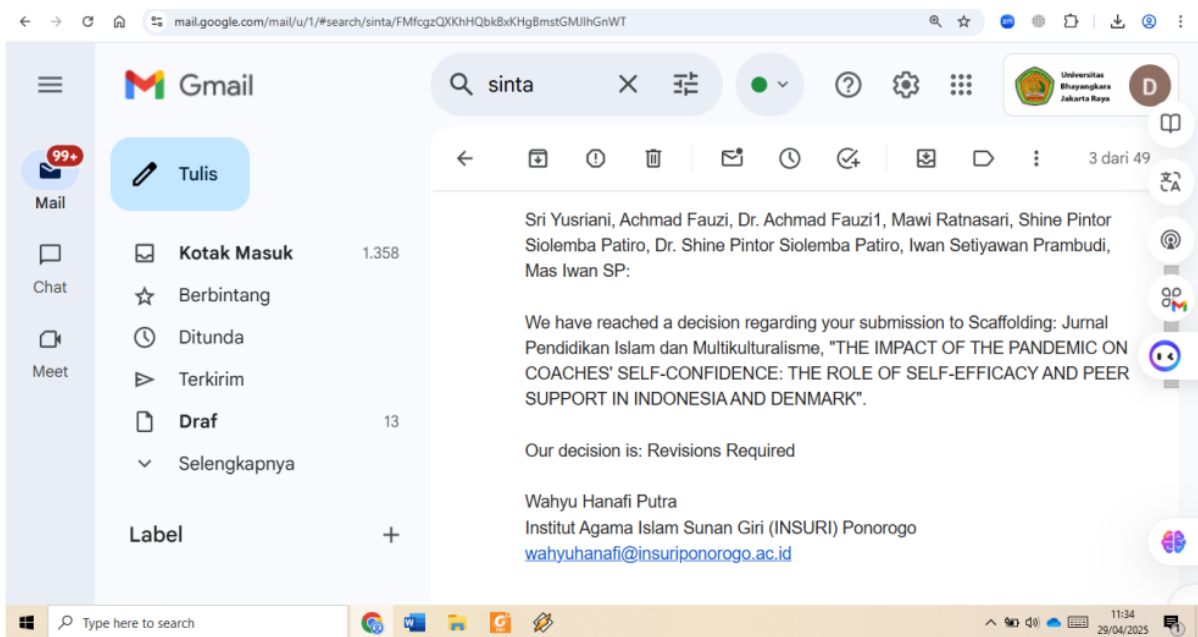 mail.google.com/mail/u/1/#search/sinta/FMfcgzQXKhHQbkBxKHgBmstGMJlhGnWT
zm
Gmail
sinta
Universitas
Bhayangkara
Jakarta Raya
D
99+
Mail
Chat
Meet
Tulis
Kotak Masuk 1.358
Berbintang
Ditunda
Terkirim
Draf 13
Selengkapnya
Label
3 dari 49
Sri Yusriani, Achmad Fauzi, Dr. Achmad Fauzi1, Mawi Ratnasari, Shine Pintor
Siolemba Patiro, Dr. Shine Pintor Siolemba Patiro, Iwan Setiyawan Prambudi,
Mas Iwan SP:
We have reached a decision regarding your submission to Scaffolding: Jurnal
Pendidikan Islam dan Multikulturalisme, "THE IMPACT OF THE PANDEMIC ON
COACHES' SELF-CONFIDENCE: THE ROLE OF SELF-EFFICACY AND PEER
SUPPORT IN INDONESIA AND DENMARK".
Our decision is: Revisions Required
Wahyu Hanafi Putra
Institut Agama Islam Sunan Giri (INSURI) Ponorogo
wahyuhanafi@insuriponorogo.ac.id
Type here to search
11:34
29/04/2025
1